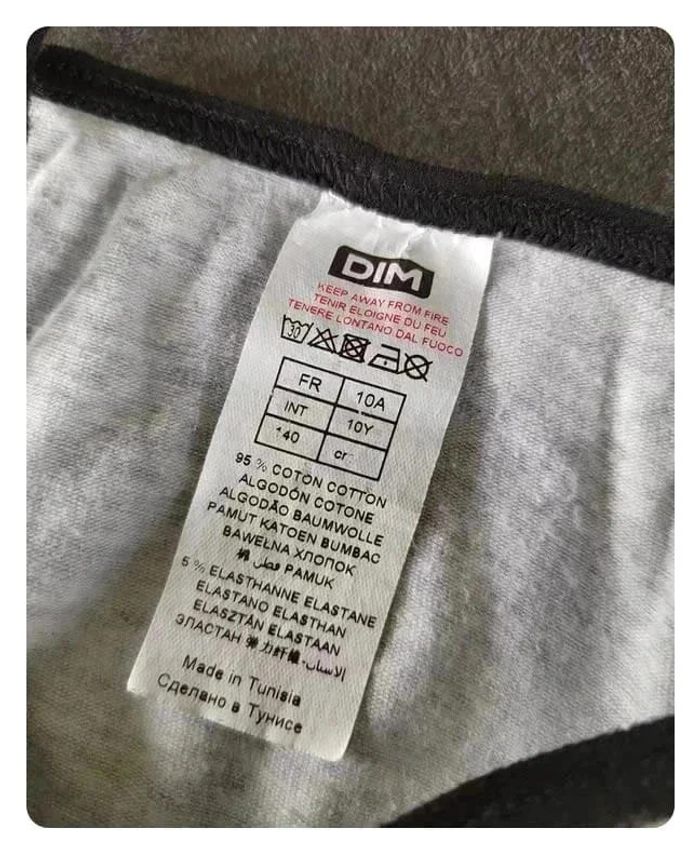 DIM
KEEP AWAY FROM FIRE
TENIR ELOIGNE DU FEU
TENERE LONTANO DAL FUOCO
30
FR 10A
INT 10Y
140 cm
95 % COTON COTTON
ALGODÓN COTONE
ALGODÃO BAUMWOLLE
PAMUT KATOEN BUMBAC
BAWEŁNA ХЛОПОК
قطن PAMUK
5 % ELASTHANNE ELASTANE
ELASTANO ELASTHAN
ELASZTÁN ELASTAAN
ЭЛАСТАН
Made in Tunisia
Сделано в Тунисе